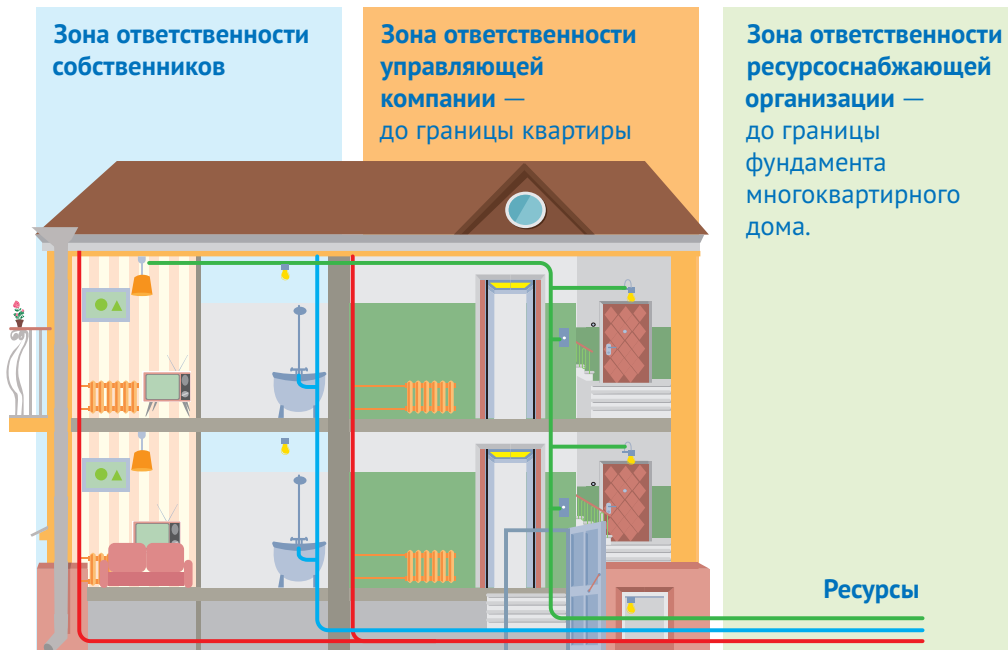 Зона ответственности
собственников
Зона ответственности
управляющей
компании —
до границы квартиры
Зона ответственности
ресурсоснабжающей
организации —
до границы
фундамента
многоквартирного
дома.
Ресурсы